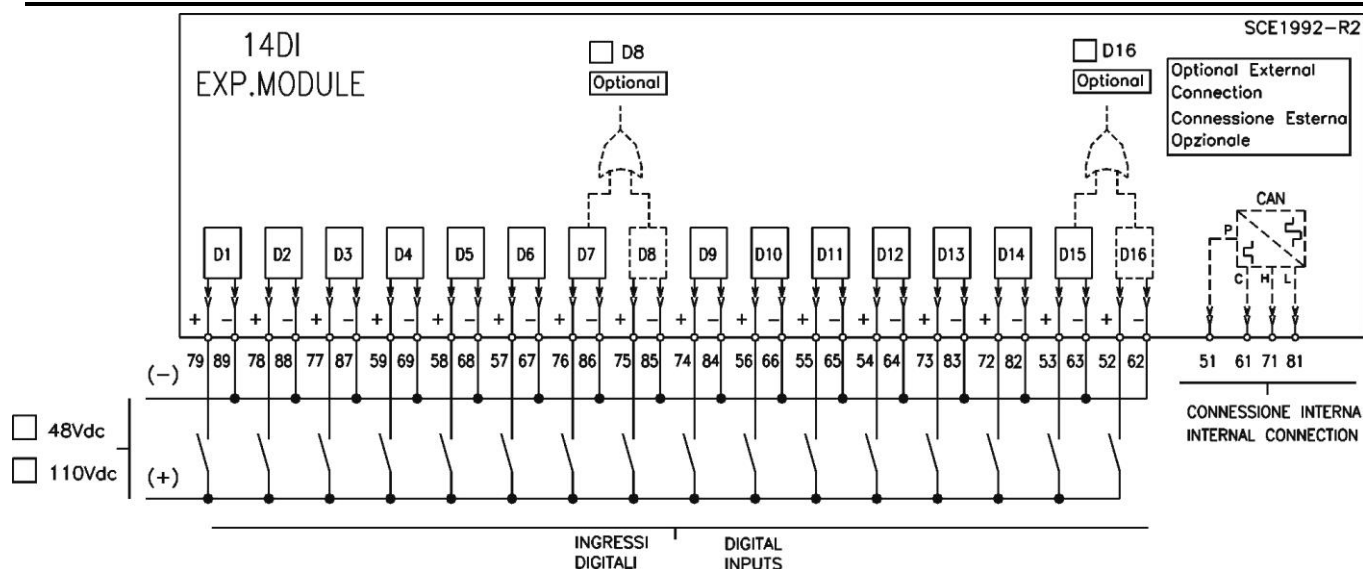 SCE1992-R2
14DI
EXP.MODULE
D8
Optional
D16
Optional
Optional External
Connection
Connessione Esterna
Opzionale
CAN
P
C H L
D1 D2 D3 D4 D5 D6 D7 D8 D9 D10 D11 D12 D13 D14 D15 D16
+ − + − + − + − + − + − + − + − + − + − + − + − + − + − + − + −
79 89 78 88 77 87 59 69 58 68 57 67 76 86 75 85 74 84 56 66 55 65 54 64 73 83 72 82 53 63 52 62 51 61 71 81
(−)
48Vdc
110Vdc
(+)
CONNESSIONE INTERNA
INTERNAL CONNECTION
INGRESSI
DIGITALI
DIGITAL
INPUTS